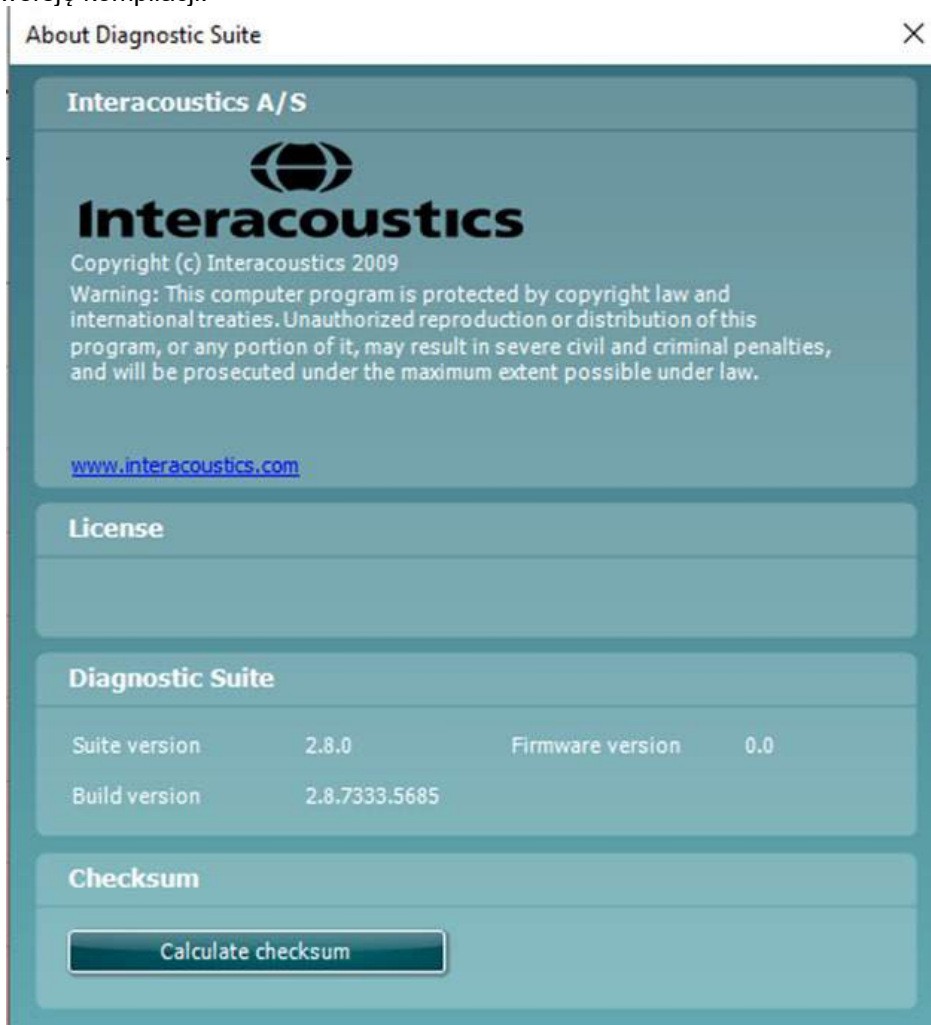 kompilacji.
About Diagnostic Suite
Interacoustics A/S
Interacoustics
Copyright (c) Interacoustics 2009
Warning: This computer program is protected by copyright law and
international treaties. Unauthorized reproduction or distribution of this
program, or any portion of it, may result in severe civil and criminal penalties,
and will be prosecuted under the maximum extent possible under law.
www.interacoustics.com
License
Diagnostic Suite
Suite version 2.8.0 Firmware version 0.0
Build version 2.8.7333.5685
Checksum
Calculate checksum